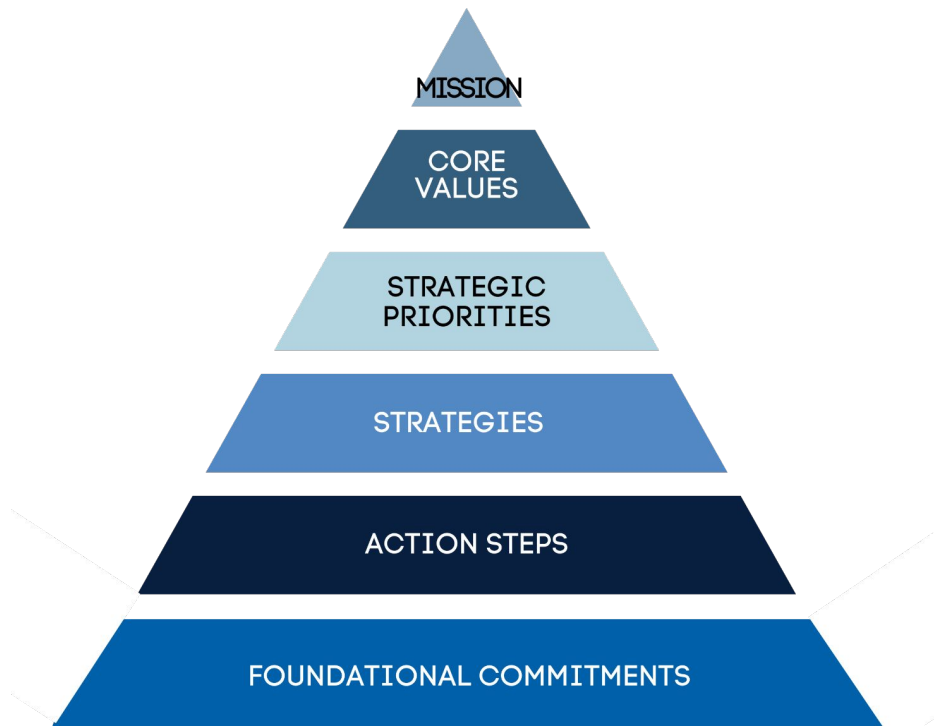 MISSION
CORE
VALUES
STRATEGIC
PRIORITIES
STRATEGIES
ACTION STEPS
FOUNDATIONAL COMMITMENTS